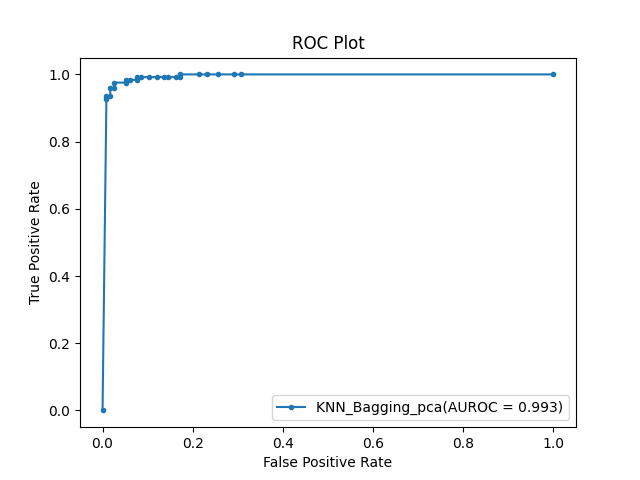 ROC Plot
1.0
0.8
0.6
0.4
0.2
0.0
True Positive Rate
KNN_Bagging_pca(AUROC = 0.993)
0.0 0.2 0.4 0.6 0.8 1.0
False Positive Rate